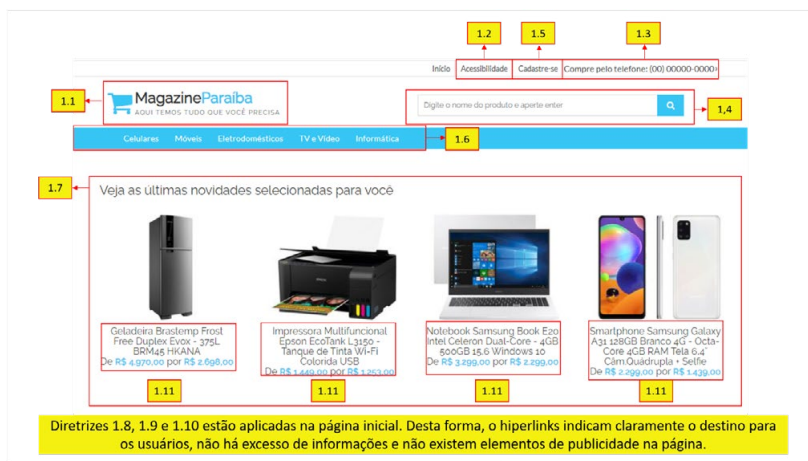 1.2
1.5
1.3
Início Acessibilidade Cadastre-se Compre pelo telefone: (00) 00000-0000
1.1
MagazineParaíba
AQUI TEMOS TUDO QUE VOCÊ PRECISA
Digite o nome do produto e aperte enter
1,4
Celulares Móveis Eletrodomésticos TV e Vídeo Informática
1.6
1.7
Veja as últimas novidades selecionadas para você
Geladeira Brastemp Frost
Free Duplex Evox - 375L
BRM45 HKANA
De R$ 4.970,00 por R$ 2.698,00
Impressora Multifuncional
Epson EcoTank L3150 -
Tanque de Tinta Wi-Fi
Colorida USB
De R$ 1.449,00 por R$ 1.253,00
Notebook Samsung Book E20
Intel Celeron Dual-Core - 4GB
500GB 15.6 Windows 10
De R$ 3.299,00 por R$ 2.299,00
Smartphone Samsung Galaxy
A31 128GB Branco 4G - Octa-
Core 4GB RAM Tela 6,4"
Câm.Quádrupla + Selfie
De R$ 2.299,00 por R$ 1.439,00
1.11
1.11
1.11
1.11
Diretrizes 1.8, 1.9 e 1.10 estão aplicadas na página inicial. Desta forma, o hiperlinks indicam claramente o destino para
os usuários, não há excesso de informações e não existem elementos de publicidade na página.